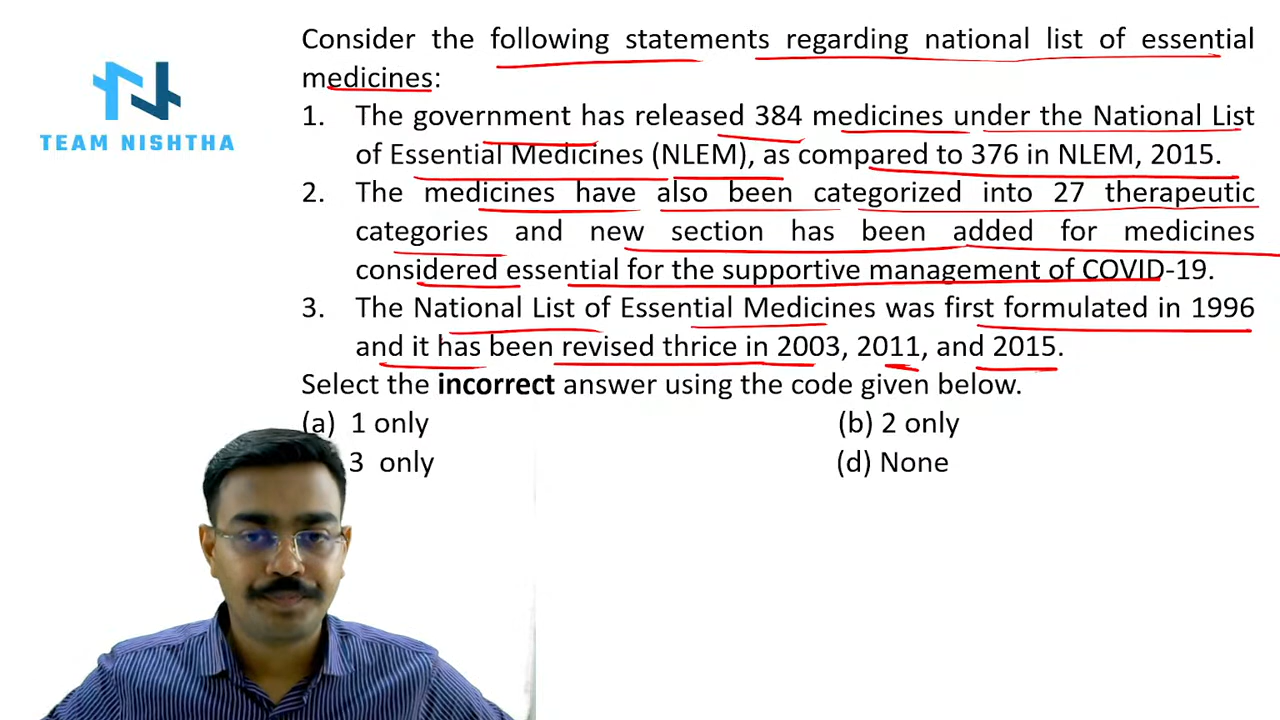 Consider the following statements regarding national list of essential
medicines:
TEAM NISHTHA
1. The government has released 384 medicines under the National List
of Essential Medicines (NLEM), as compared to 376 in NLEM, 2015.
2. The medicines have also been categorized into 27 therapeutic
categories and new section has been added for medicines
considered essential for the supportive management of COVID-19.
3. The National List of Essential Medicines was first formulated in 1996
and it has been revised thrice in 2003, 2011, and 2015.
Select the incorrect answer using the code given below.
(a) 1 only (b) 2 only
3 only (d) None